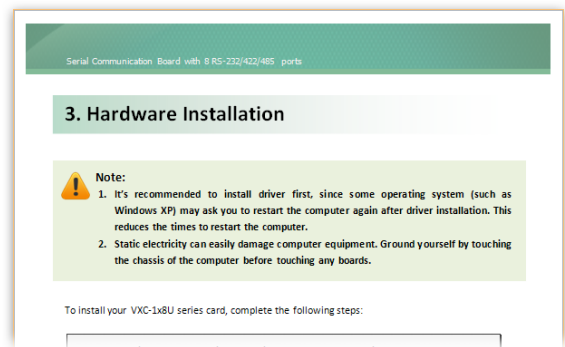 Serial Communication Board with 8 RS-232/422/485 ports
3. Hardware Installation
Note:
1. It's recommended to install driver first, since some operating system (such as
Windows XP) may ask you to restart the computer again after driver installation. This
reduces the times to restart the computer.
2. Static electricity can easily damage computer equipment. Ground yourself by touching
the chassis of the computer before touching any boards.
To install your VXC-1x8U series card, complete the following steps: